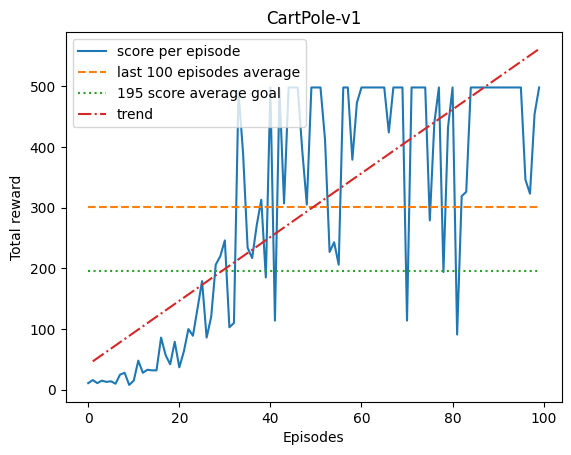 CartPole-v1
score per episode
last 100 episodes average
195 score average goal
trend
Total reward
500
400
300
200
100
0
0 20 40 60 80 100
Episodes